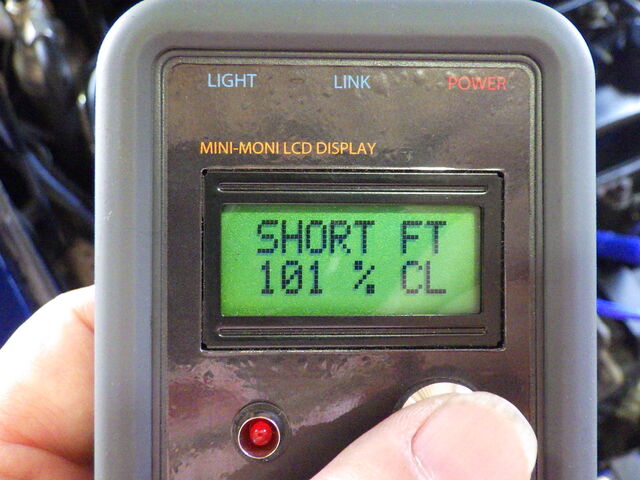 LIGHT LINK POWER
MINI-MONI LCD DISPLAY
SHORT FT
101 % CL